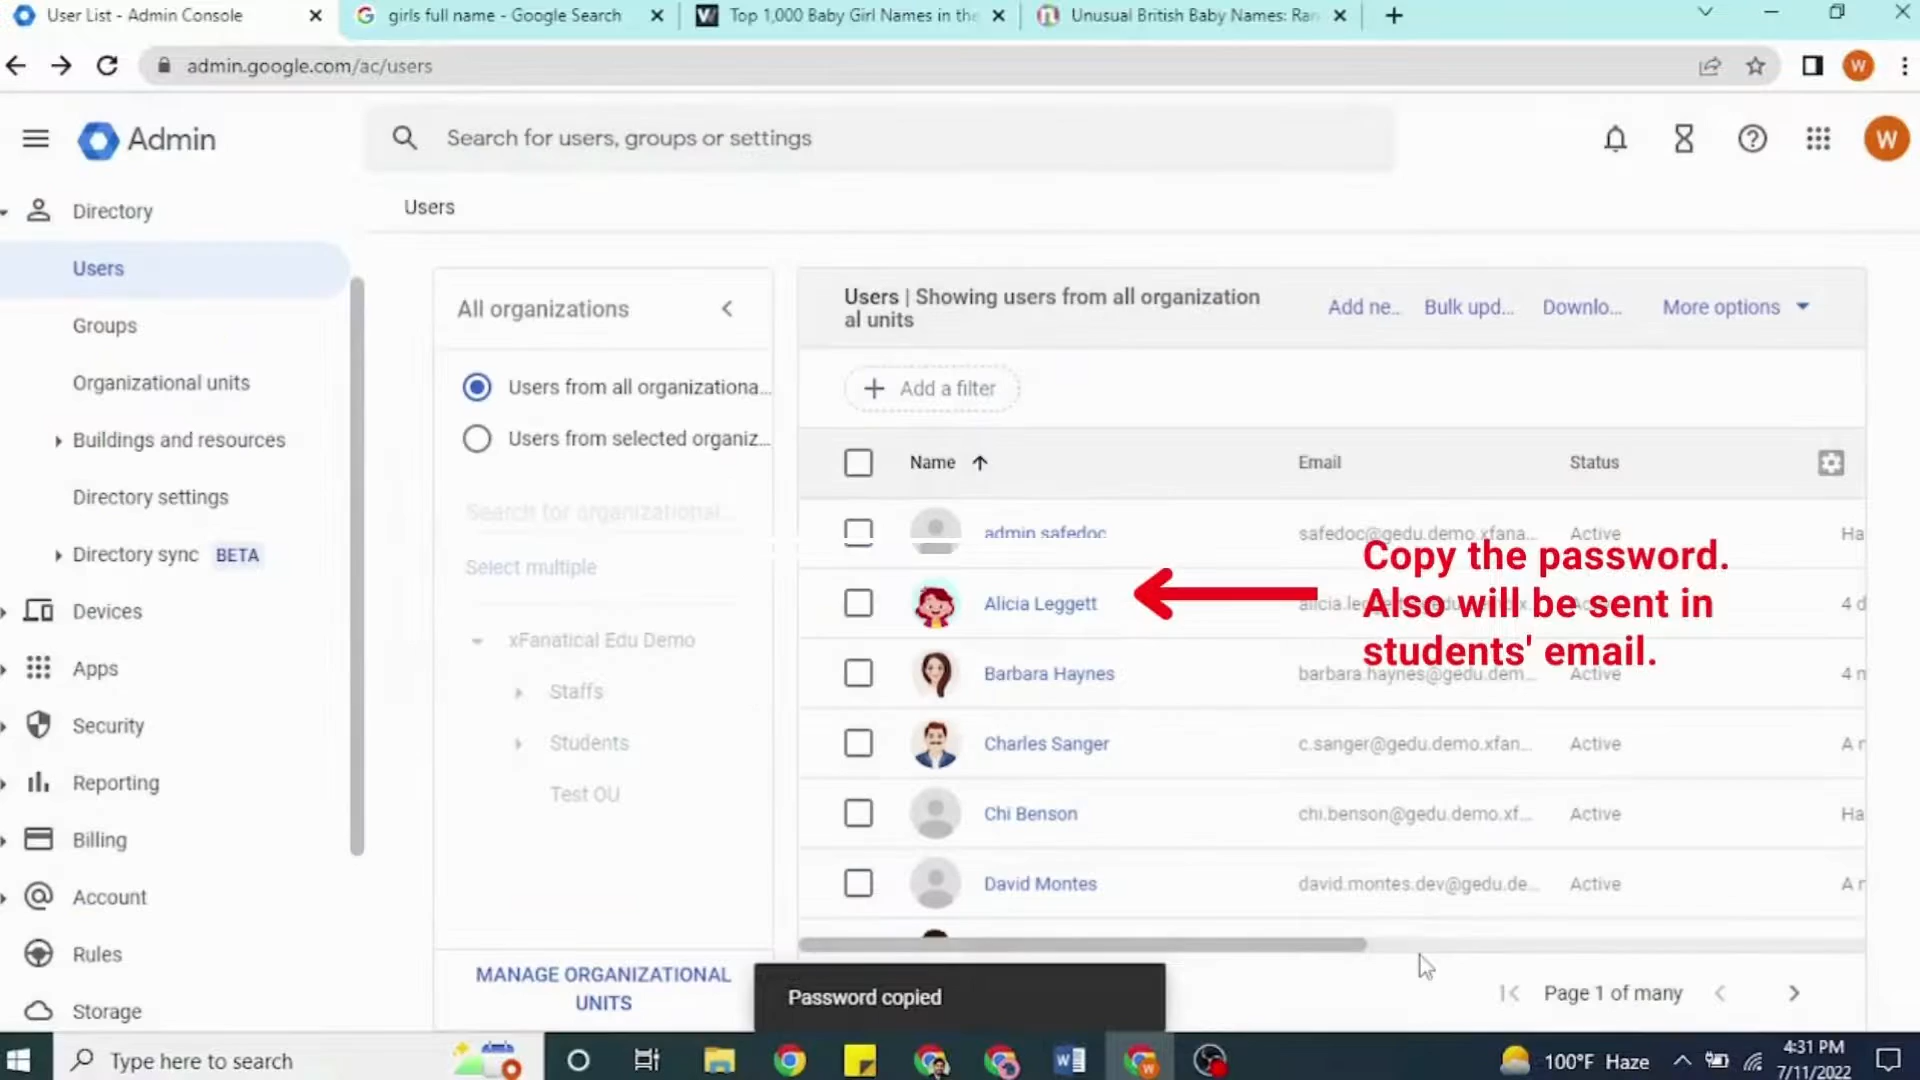 User List - Admin Console
girls full name - Google Search
Top 1,000 Baby Girl Names in the
Unusual British Baby Names: Ran
admin.google.com/ac/users
W
Admin
Search for users, groups or settings
W
Directory
Users
Groups
Organizational units
Buildings and resources
Directory settings
Directory sync BETA
Devices
Apps
Security
Reporting
Billing
Account
Rules
Storage
Users
All organizations
Users from all organizationa...
Users from selected organiz...
Search for organizational...
Select multiple
xFanatical Edu Demo
Staffs
Students
Test OU
MANAGE ORGANIZATIONAL
UNITS
Users | Showing users from all organization
al units
Add ne...
Bulk upd...
Downlo...
More options
Add a filter
Name Email Status
admin safedoc safedoc@gedu.demo.xfana... Active Ha
Alicia Leggett 4 d
Barbara Haynes barbara.haynes@gedu.dem... Active 4 n
Charles Sanger c.sanger@gedu.demo.xfan... Active A r
Chi Benson chi.benson@gedu.demo.xf... Active Ha
David Montes david.montes.dev@gedu.de... Active A r
Copy the password.
Also will be sent in
students' email.
Page 1 of many
Password copied
Type here to search
100°F Haze
4:31 PM
7/11/2022